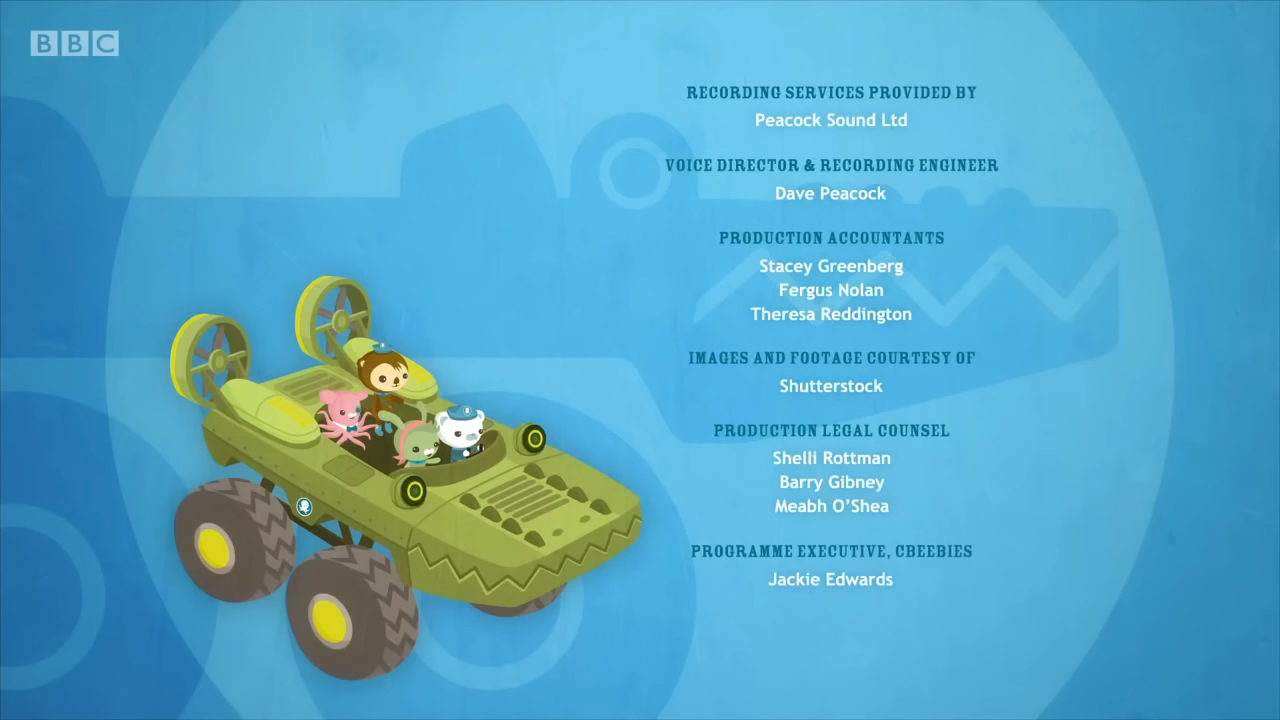 BBC
RECORDING SERVICES PROVIDED BY
Peacock Sound Ltd
VOICE DIRECTOR & RECORDING ENGINEER
Dave Peacock
PRODUCTION ACCOUNTANTS
Stacey Greenberg
Fergus Nolan
Theresa Reddington
IMAGES AND FOOTAGE COURTESY OF
Shutterstock
PRODUCTION LEGAL COUNSEL
Shelli Rottman
Barry Gibney
Meabh O’Shea
PROGRAMME EXECUTIVE, CBEEBIES
Jackie Edwards